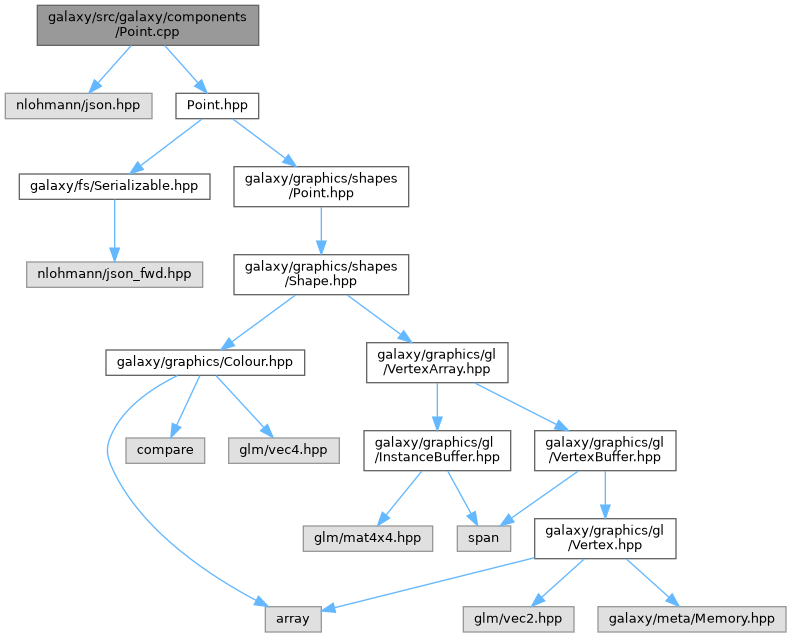 galaxy/src/galaxy/components
/Point.cpp
nlohmann/json.hpp
Point.hpp
galaxy/fs/Serializable.hpp
galaxy/graphics/shapes
/Point.hpp
nlohmann/json_fwd.hpp
galaxy/graphics/shapes
/Shape.hpp
galaxy/graphics/Colour.hpp
galaxy/graphics/gl
/VertexArray.hpp
compare
glm/vec4.hpp
galaxy/graphics/gl
/InstanceBuffer.hpp
galaxy/graphics/gl
/VertexBuffer.hpp
glm/mat4x4.hpp
span
galaxy/graphics/gl
/Vertex.hpp
array
glm/vec2.hpp
galaxy/meta/Memory.hpp